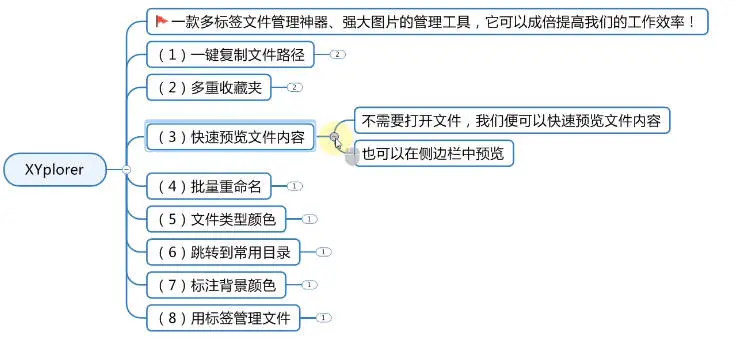 一款多标签文件管理神器、强大图片的管理工具，它可以成倍提高我们的工作效率！
（1）一键复制文件路径 2
（2）多重收藏夹 2
不需要打开文件，我们便可以快速预览文件内容
（3）快速预览文件内容
也可以在侧边栏中预览
XYplorer
（4）批量重命名 1
（5）文件类型颜色 1
（6）跳转到常用目录 1
（7）标注背景颜色 1
（8）用标签管理文件 1